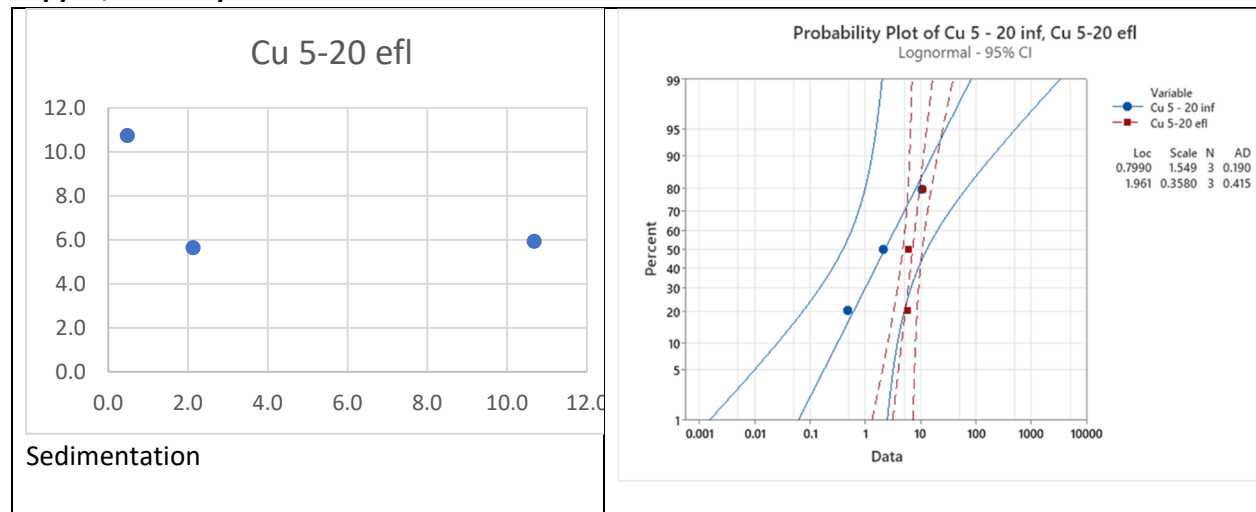 Cu 5-20 efl
12.0
10.0
8.0
6.0
4.0
2.0
0.0
0.0 2.0 4.0 6.0 8.0 10.0 12.0
Sedimentation
Probability Plot of Cu 5 - 20 inf, Cu 5-20 efl
Lognormal - 95% CI
99
95
90
80
70
60
50
40
30
20
10
5
1
Percent
0.001 0.01 0.1 1 10 100 1000 10000
Data
Variable
Cu 5 - 20 inf
Cu 5-20 efl
Loc Scale N AD
0.7990 1.549 3 0.190
1.961 0.3580 3 0.415